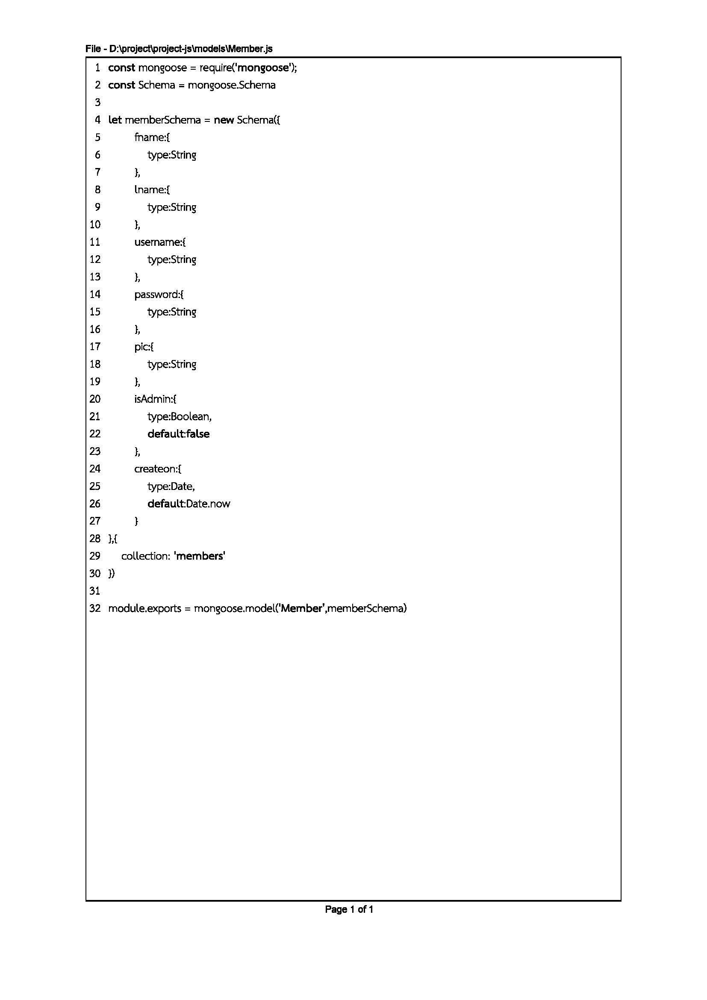 File - D:\project\project-js\models\Member.js
1 const mongoose = require('mongoose');
2 const Schema = mongoose.Schema
3
4 let memberSchema = new Schema({
5         fname:{
6             type:String
7         },
8         lname:{
9             type:String
10         },
11         username:{
12             type:String
13         },
14         password:{
15             type:String
16         },
17         pic:{
18             type:String
19         },
20         isAdmin:{
21             type:Boolean,
22             default:false
23         },
24         createon:{
25             type:Date,
26             default:Date.now
27         }
28 },{
29     collection: 'members'
30 })
31
32 module.exports = mongoose.model('Member',memberSchema)
Page 1 of 1